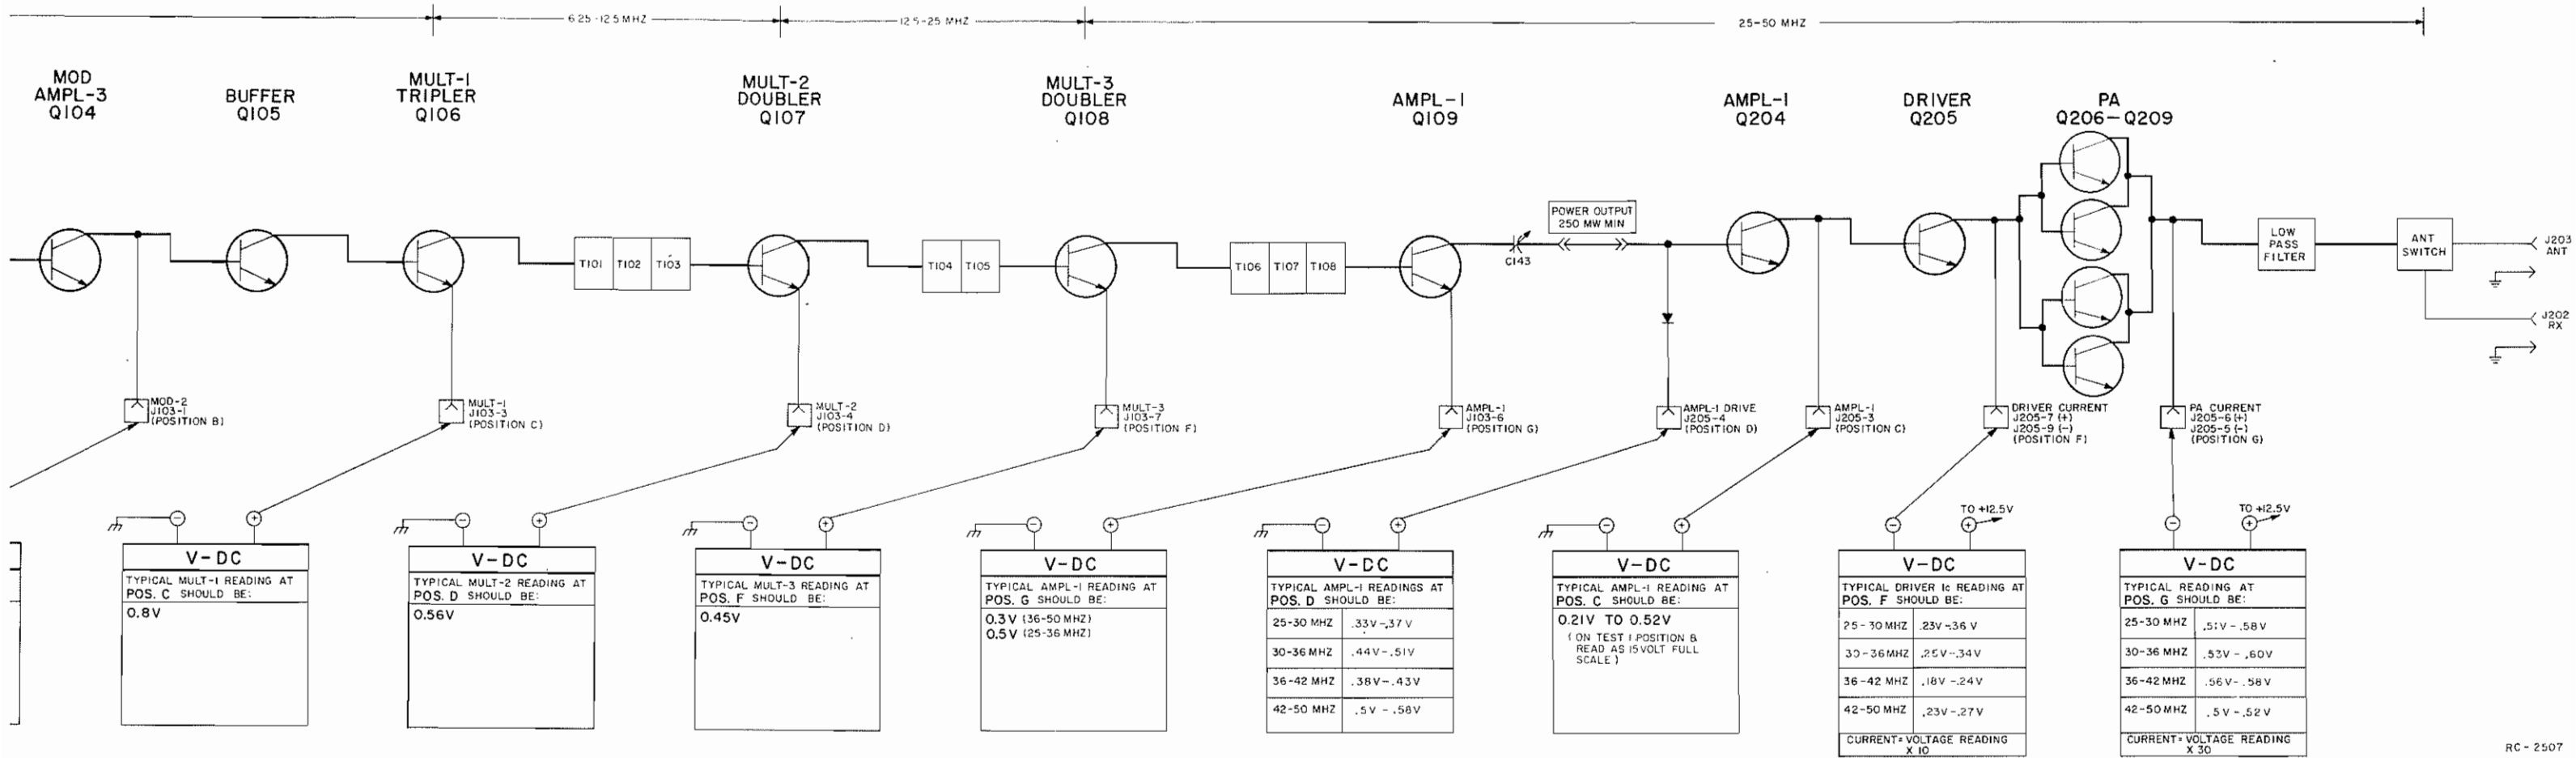 6.25-12.5 MHZ
12.5-25 MHZ
25-50 MHZ
MOD
AMPL-3
Q104
BUFFER
Q105
MULT-1
TRIPLER
Q106
MULT-2
DOUBLER
Q107
MULT-3
DOUBLER
Q108
AMPL-1
Q109
AMPL-1
Q204
DRIVER
Q205
PA
Q206-Q209
T101 T102 T103
T104 T105
T106 T107 T108
C143
POWER OUTPUT
250 MW MIN
LOW
PASS
FILTER
ANT
SWITCH
J203
ANT
J202
RX
MOD-2
J103-1
(POSITION B)
MULT-1
J103-3
(POSITION C)
MULT-2
J103-4
(POSITION D)
MULT-3
J103-7
(POSITION F)
AMPL-1
J103-6
(POSITION G)
AMPL-1 DRIVE
J205-4
(POSITION D)
AMPL-1
J205-3
(POSITION C)
DRIVER CURRENT
J205-7 (+)
J205-9 (-)
(POSITION F)
PA CURRENT
J205-6 (+)
J205-5 (-)
(POSITION G)
- +
V-DC
TYPICAL MULT-1 READING AT
POS. C SHOULD BE:
0.8V
- +
V-DC
TYPICAL MULT-2 READING AT
POS. D SHOULD BE:
0.56V
- +
V-DC
TYPICAL MULT-3 READING AT
POS. F SHOULD BE:
0.45V
- +
V-DC
TYPICAL AMPL-1 READING AT
POS. G SHOULD BE:
0.3V (36-50 MHZ)
0.5V (25-36 MHZ)
- +
V-DC
TYPICAL AMPL-1 READINGS AT
POS. D SHOULD BE:
25-30 MHZ .33V-.37V
30-36 MHZ .44V-.51V
36-42 MHZ .38V-.43V
42-50 MHZ .5V-.58V
- +
V-DC
TYPICAL AMPL-1 READING AT
POS. C SHOULD BE:
0.21V TO 0.52V
(ON TEST 1 POSITION B
READ AS 15 VOLT FULL
SCALE)
TO +12.5V
- +
V-DC
TYPICAL DRIVER Ic READING AT
POS. F SHOULD BE:
25-30 MHZ .23V-.36V
30-36MHZ .25V-.34V
36-42 MHZ .18V-.24V
42-50 MHZ .23V-.27V
CURRENT= VOLTAGE READING
X 10
TO +12.5V
- +
V-DC
TYPICAL READING AT
POS. G SHOULD BE:
25-30 MHZ .51V-.58V
30-36 MHZ .53V-.60V
36-42 MHZ .56V-.58V
42-50 MHZ .5V-.52V
CURRENT= VOLTAGE READING
X 30
RC-2507